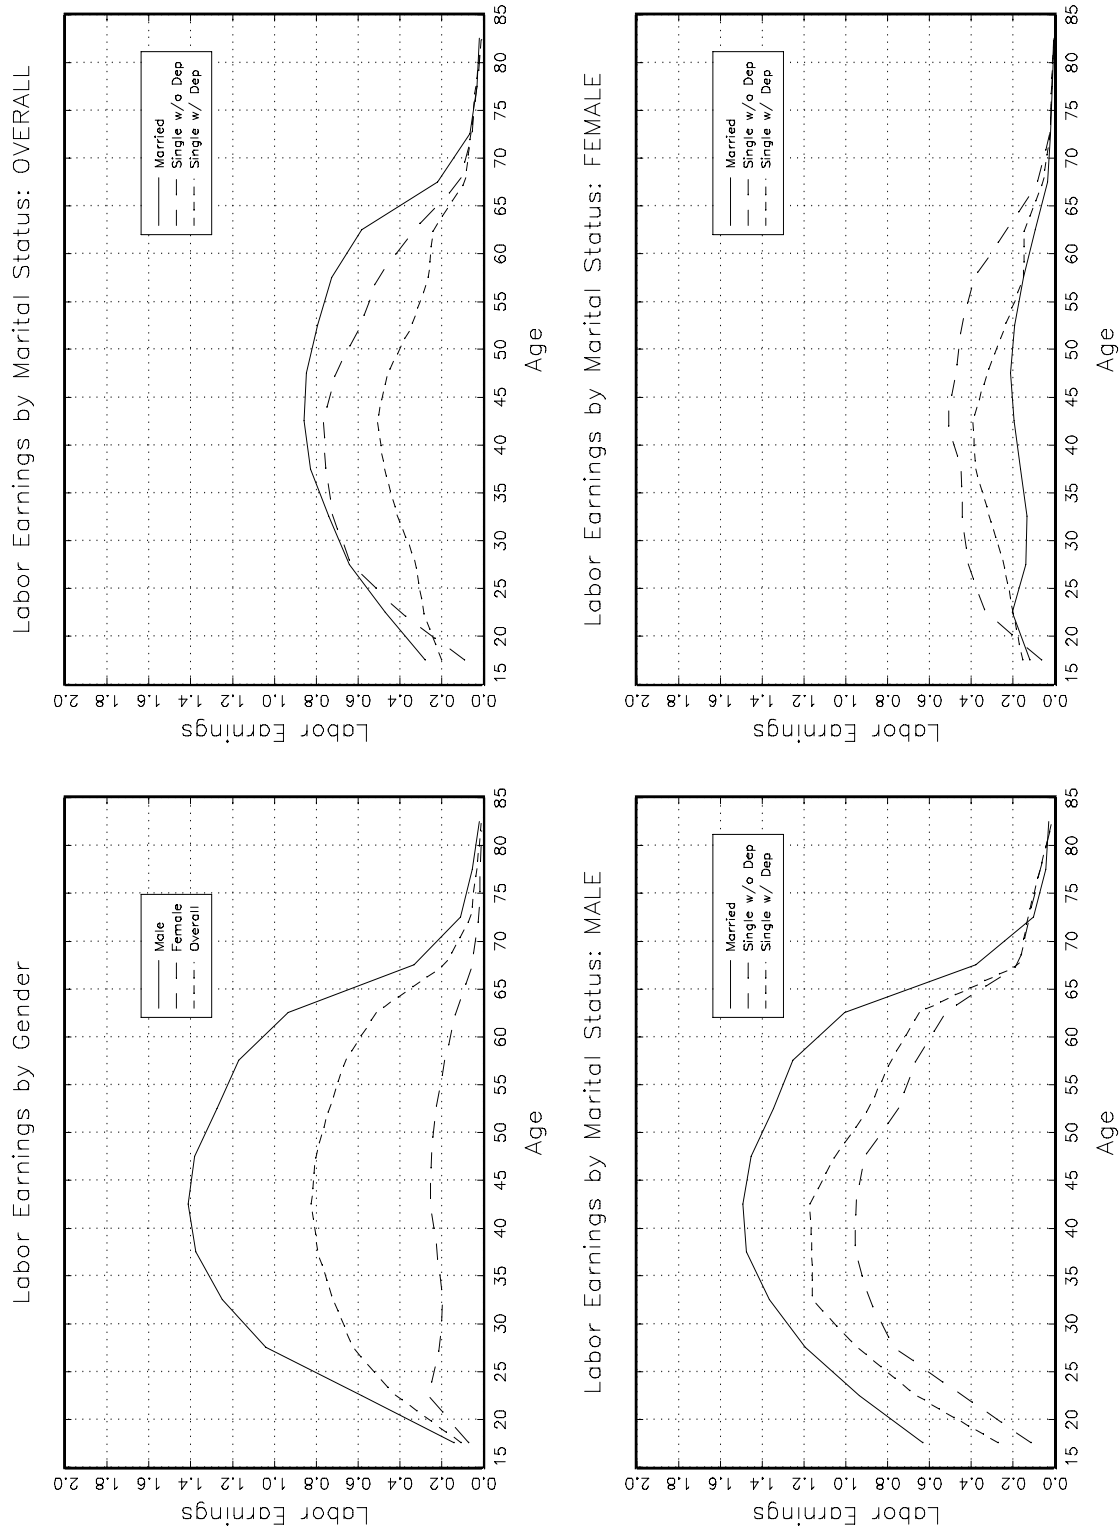 Labor Earnings by Gender
Labor Earnings
2.0
1.8
1.6
1.4
1.2
1.0
0.8
0.6
0.4
0.2
0.0
Male
Female
Overall
15 20 25 30 35 40 45 50 55 60 65 70 75 80 85
Age
Labor Earnings by Marital Status: OVERALL
Labor Earnings
2.0
1.8
1.6
1.4
1.2
1.0
0.8
0.6
0.4
0.2
0.0
Married
Single w/o Dep
Single w/ Dep
15 20 25 30 35 40 45 50 55 60 65 70 75 80 85
Age
Labor Earnings by Marital Status: MALE
Labor Earnings
2.0
1.8
1.6
1.4
1.2
1.0
0.8
0.6
0.4
0.2
0.0
Married
Single w/o Dep
Single w/ Dep
15 20 25 30 35 40 45 50 55 60 65 70 75 80 85
Age
Labor Earnings by Marital Status: FEMALE
Labor Earnings
2.0
1.8
1.6
1.4
1.2
1.0
0.8
0.6
0.4
0.2
0.0
Married
Single w/o Dep
Single w/ Dep
15 20 25 30 35 40 45 50 55 60 65 70 75 80 85
Age